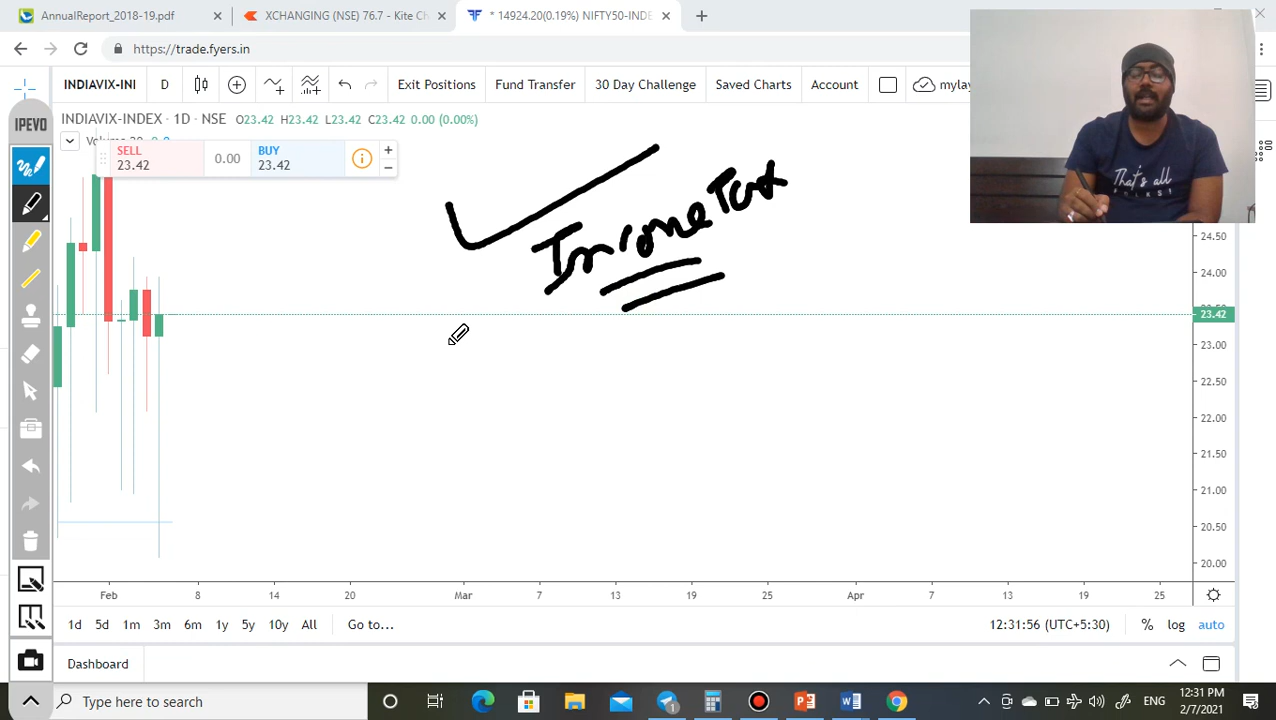 AnnualReport_2018-19.pdf × XCHANGING (NSE) 76.7 - Kite Ch × * 14924.20(0.19%) NIFTY50-INDE × +
https://trade.fyers.in
INDIAVIX-INI D Exit Positions Fund Transfer 30 Day Challenge Saved Charts Account mylay
IPEVO
INDIAVIX-INDEX · 1D · NSE O23.42 H23.42 L23.42 C23.42 0.00 (0.00%)
SELL
23.42
0.00
BUY
23.42
That's all
Income Tax
24.50
24.00
23.42
23.00
22.50
22.00
21.50
21.00
20.50
20.00
Feb 8 14 20 Mar 7 13 19 25 Apr 7 13 19 25
1d 5d 1m 3m 6m 1y 5y 10y All Go to... 12:31:56 (UTC+5:30) % log auto
Dashboard
Type here to search
ENG
12:31 PM
2/7/2021